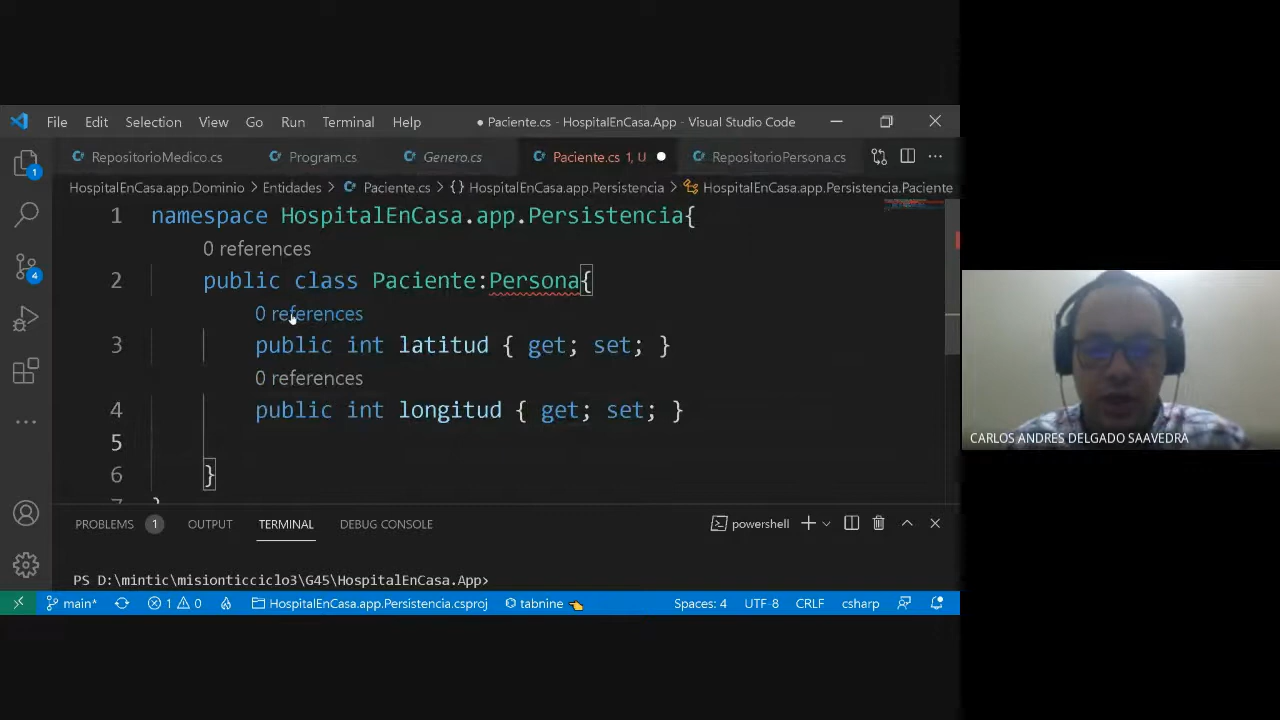 File Edit Selection View Go Run Terminal Help ● Paciente.cs - HospitalEnCasa.App - Visual Studio Code
RepositorioMedico.cs Program.cs Genero.cs Paciente.cs 1, U RepositorioPersona.cs
HospitalEnCasa.app.Dominio > Entidades > Paciente.cs > {} HospitalEnCasa.app.Persistencia > HospitalEnCasa.app.Persistencia.Paciente
1 namespace HospitalEnCasa.app.Persistencia{
0 references
2 public class Paciente:Persona{
0 references
3 public int latitud { get; set; }
0 references
4 public int longitud { get; set; }
5
6 }
7 }
1
4
CARLOS ANDRES DELGADO SAAVEDRA
PROBLEMS 1 OUTPUT TERMINAL DEBUG CONSOLE powershell
PS D:\mintic\misionticciclo3\G45\HospitalEnCasa.App>
main* 1 0 HospitalEnCasa.app.Persistencia.csproj tabnine Spaces: 4 UTF-8 CRLF csharp